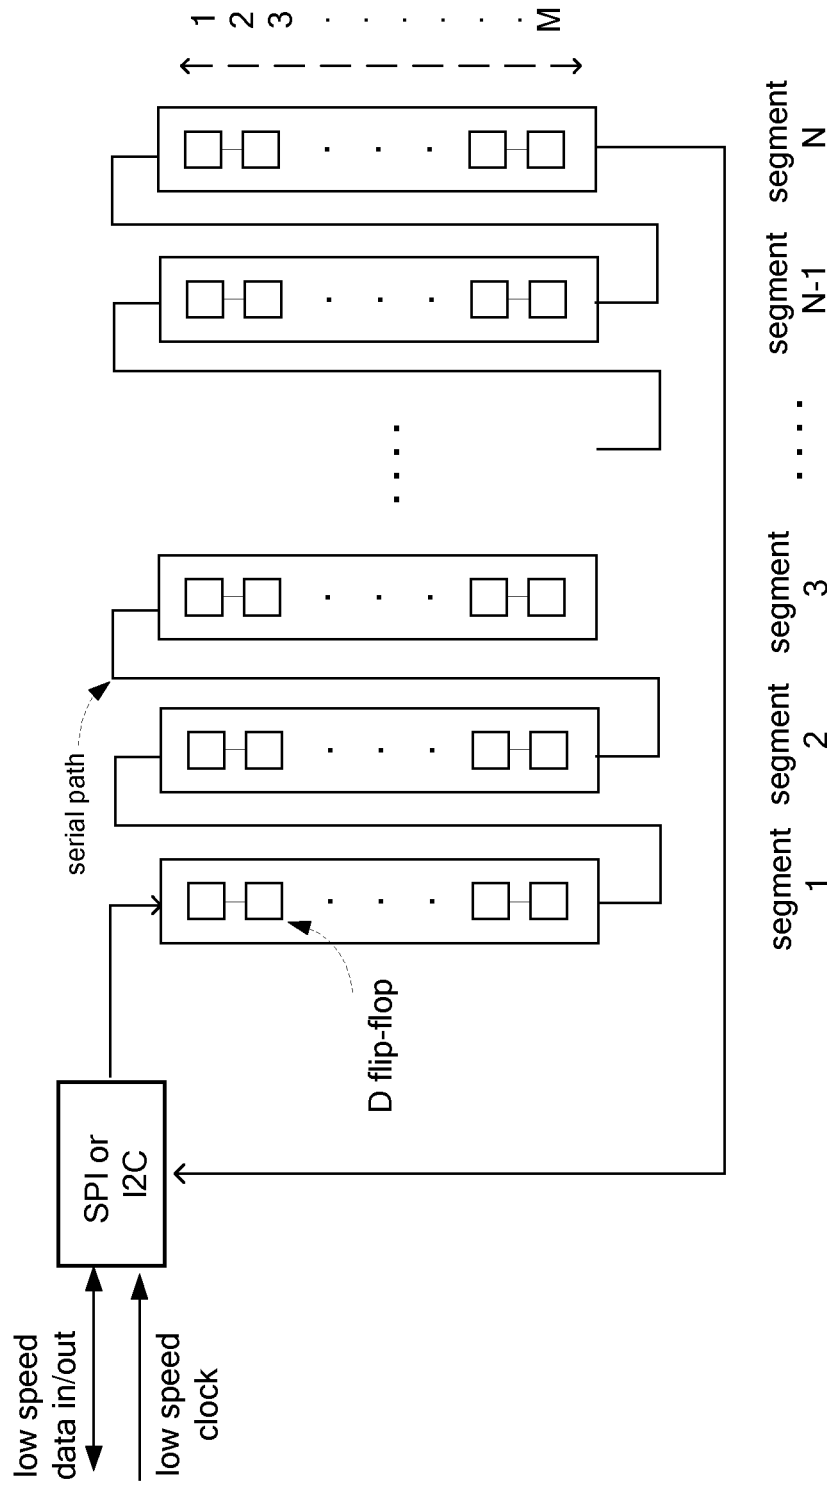 low speed
data in/out
low speed
clock
SPI or
I2C
D flip-flop
serial path
segment
1
segment
2
segment
3
. . . .
segment
N-1
segment
N
1
2
3
. . . . . .
M